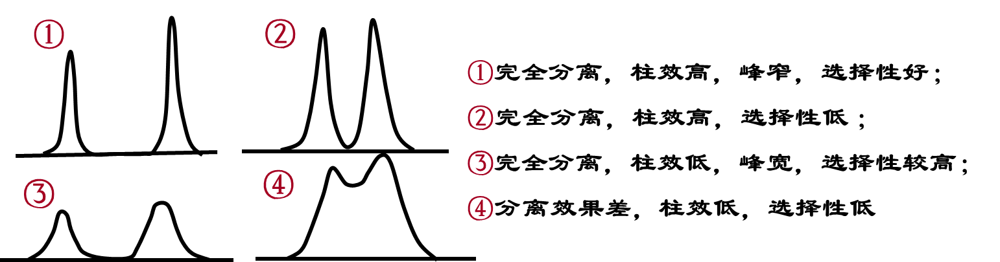 ①
②
③
④
①完全分离，柱效高，峰窄，选择性好；
②完全分离，柱效高，选择性低；
③完全分离，柱效低，峰宽，选择性较高；
④分离效果差，柱效低，选择性低